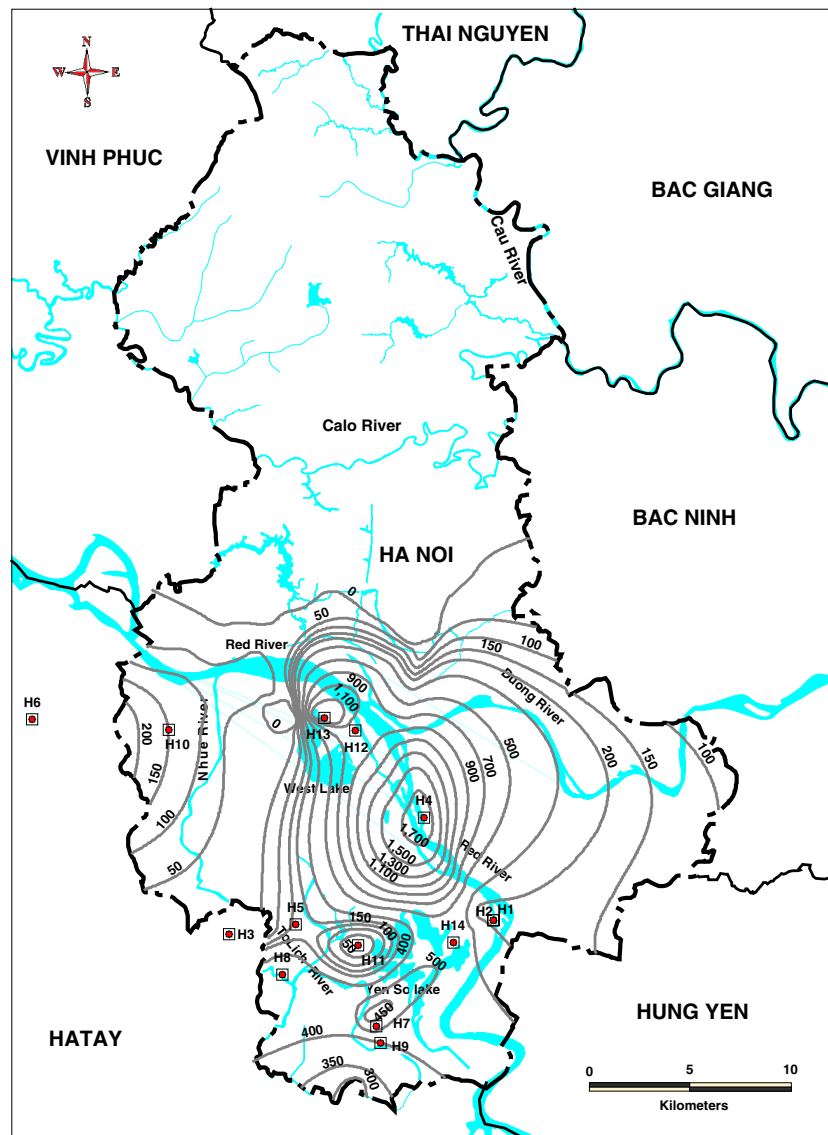 THAI NGUYEN
N
W E
S
VINH PHUC
BAC GIANG
Cau River
Calo River
BAC NINH
HA NOI
0
50
100
150
Red River
Duong River
900
1,100
H6
200
H10
150
Nhue River
0
H13
H12
500
700
900
200
150
100
West Lake
H4
100
1,700
1,500
1,300
1,100
Red River
50
H5
150
100
400
H2
H1
H3
50
H11
H14
To Lich River
H8
500
Yen So lake
450
H7
HUNG YEN
HATAY
400
H9
350
300
0 5 10
Kilometers